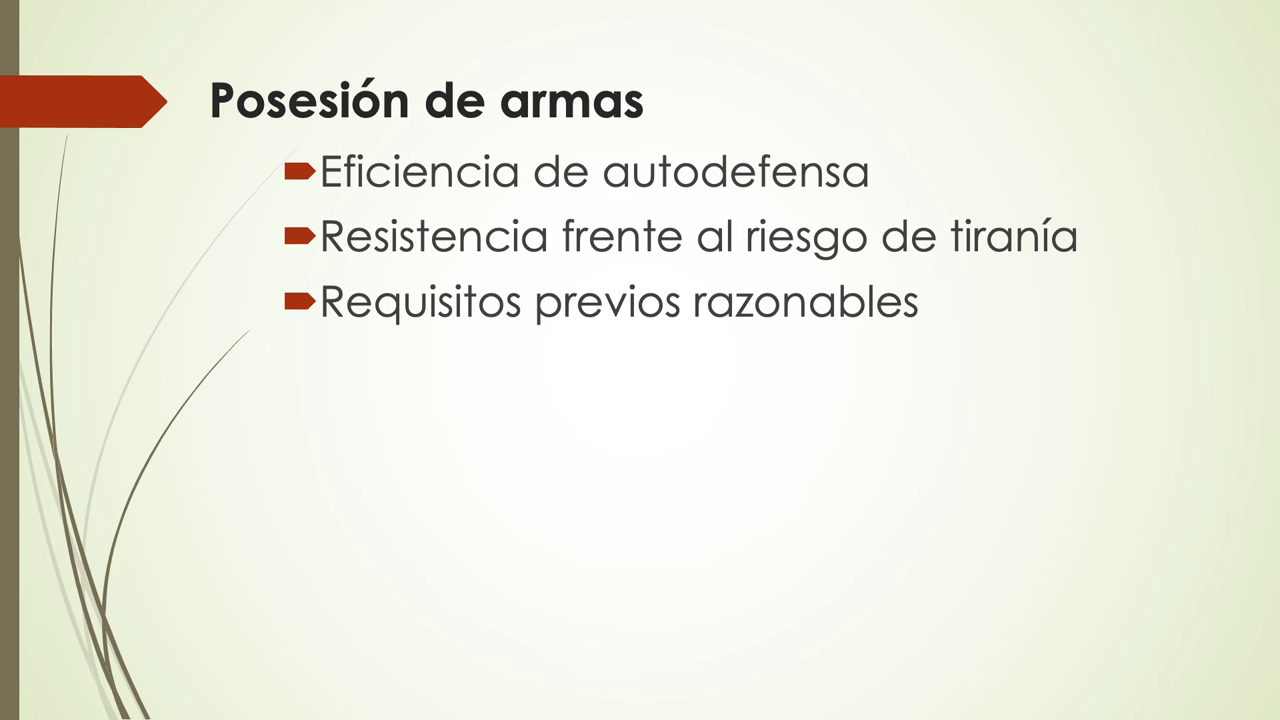 Posesión de armas
Eficiencia de autodefensa
Resistencia frente al riesgo de tiranía
Requisitos previos razonables